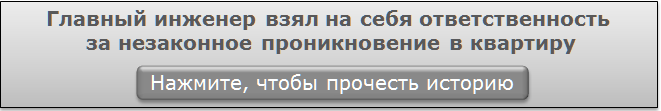 Главный инженер взял на себя ответственность
за незаконное проникновение в квартиру
Нажмите, чтобы прочесть историю